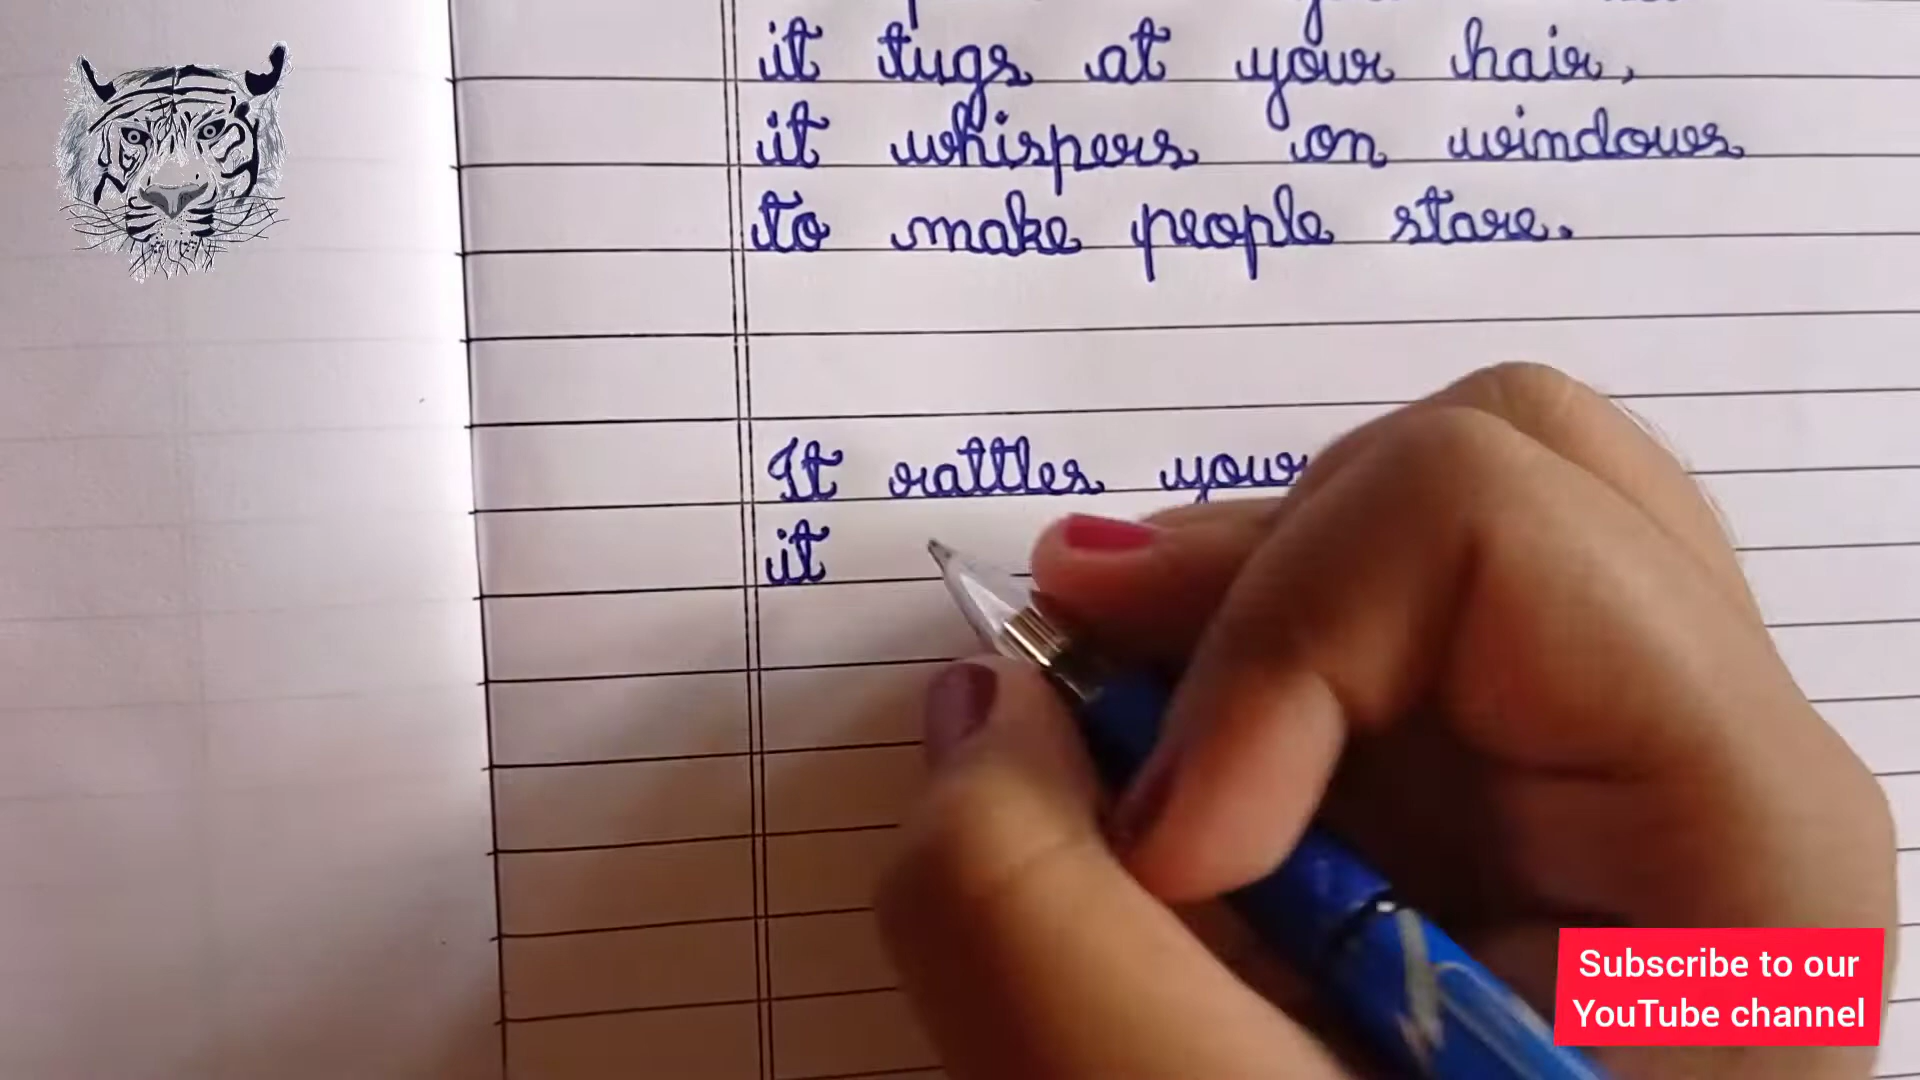 it tugs at your hair,
it whispers on windows
to make people stare.
It rattles your
it
Subscribe to our
YouTube channel